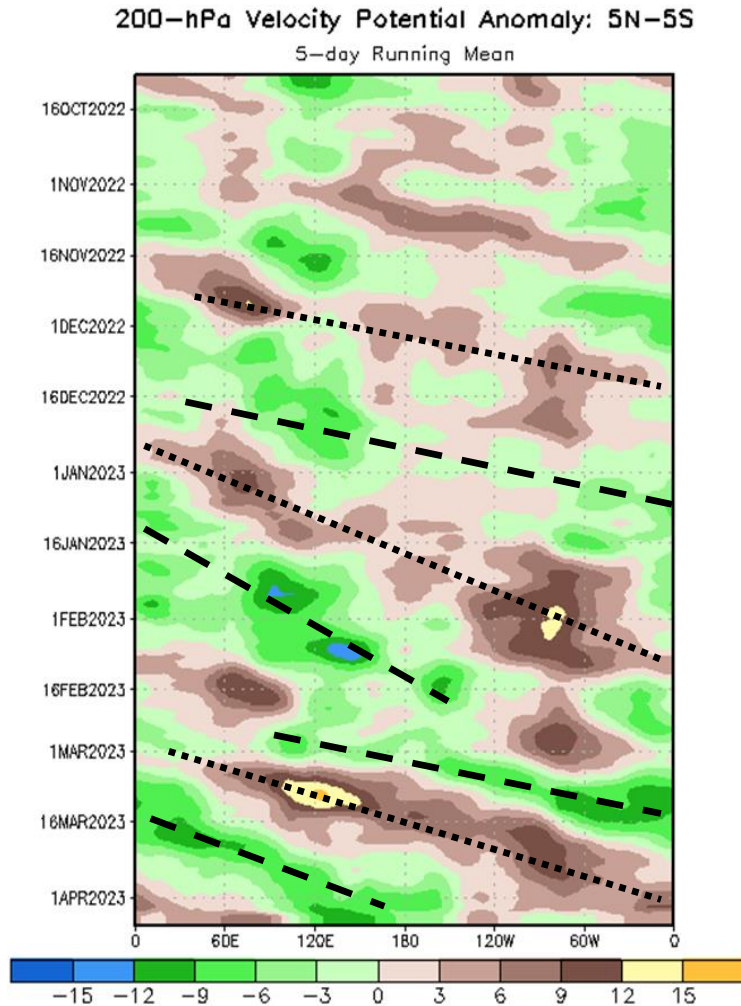 200-hPa Velocity Potential Anomaly: 5N-5S
5-day Running Mean
16OCT2022
1NOV2022
16NOV2022
1DEC2022
16DEC2022
1JAN2023
16JAN2023
1FEB2023
16FEB2023
1MAR2023
16MAR2023
1APR2023
0 60E 120E 180 120W 60W 0
-15 -12 -9 -6 -3 0 3 6 9 12 15